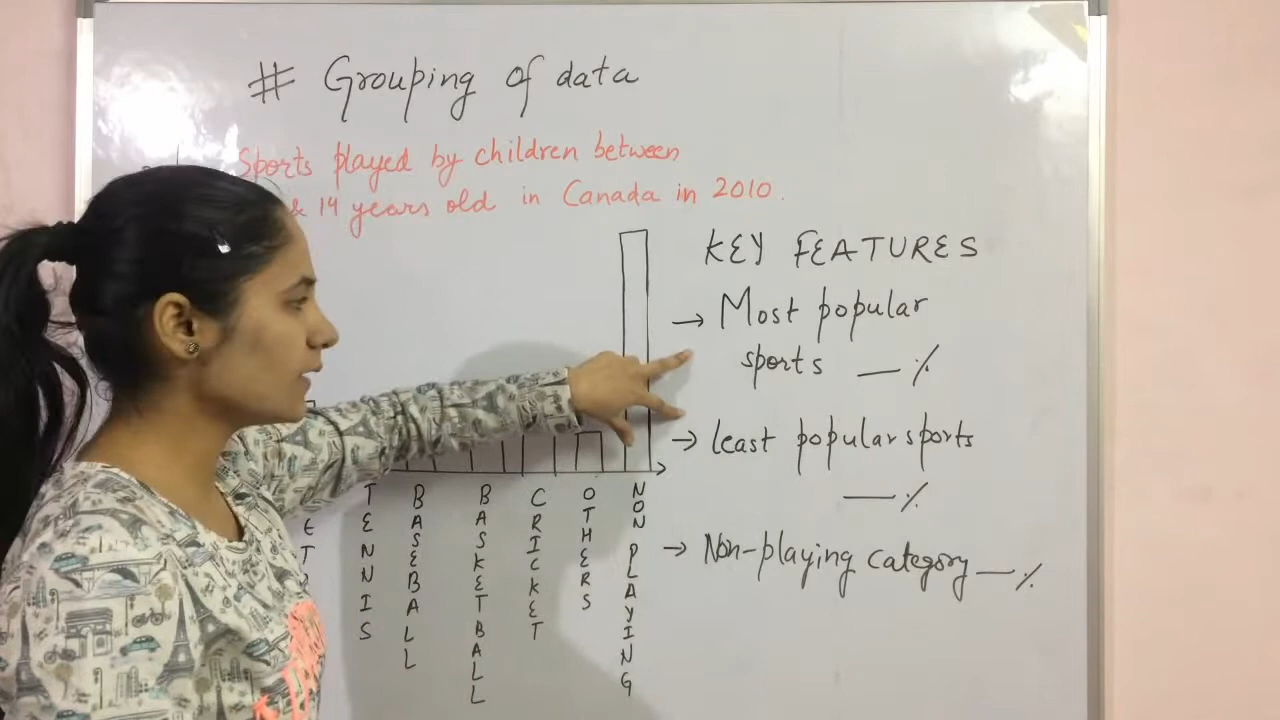 # Grouping of data
Sports played by children between
& 14 years old in Canada in 2010.
KEY FEATURES
→ Most popular
sports — %
→ least popular sports
— %
→ Non-playing category — %
TENNIS
BASEBALL
BASKETBALL
CRICKET
OTHERS
NON PLAYING